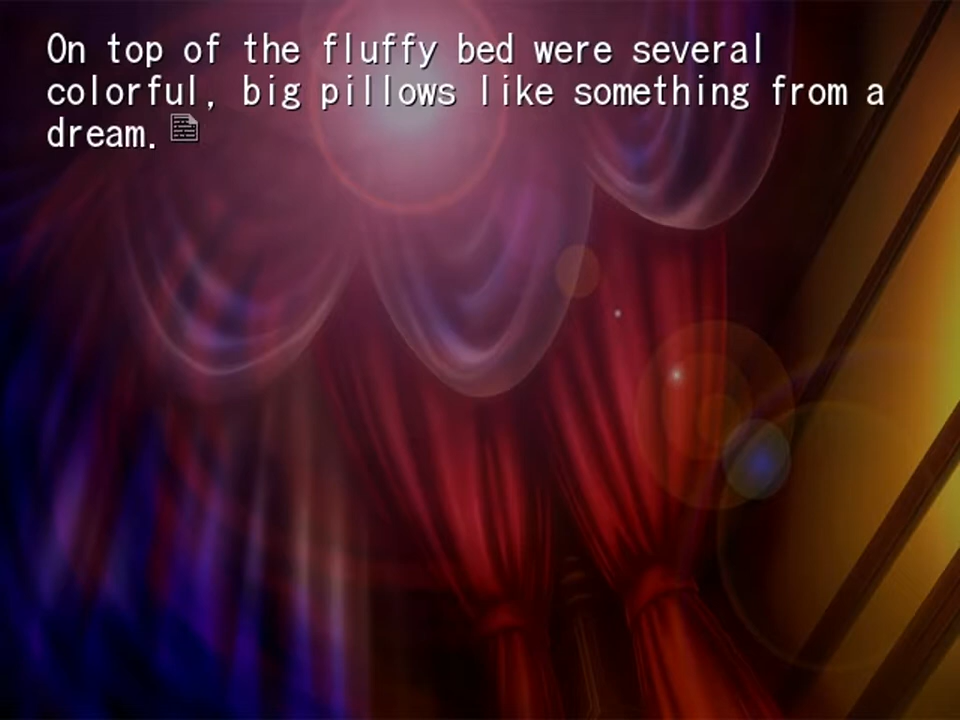 On top of the fluffy bed were several
colorful, big pillows like something from a
dream.